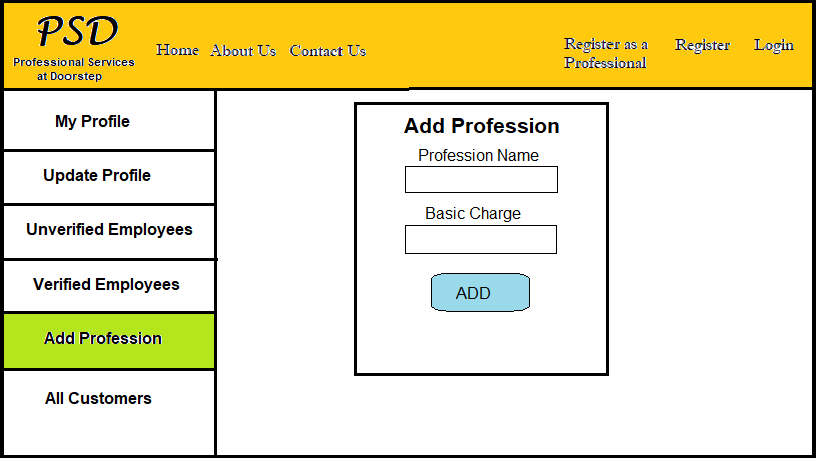 PSD
Professional Services
at Doorstep
Home About Us Contact Us
Register as a
Professional
Register
Login
My Profile
Update Profile
Unverified Employees
Verified Employees
Add Profession
All Customers
Add Profession
Profession Name
Basic Charge
ADD